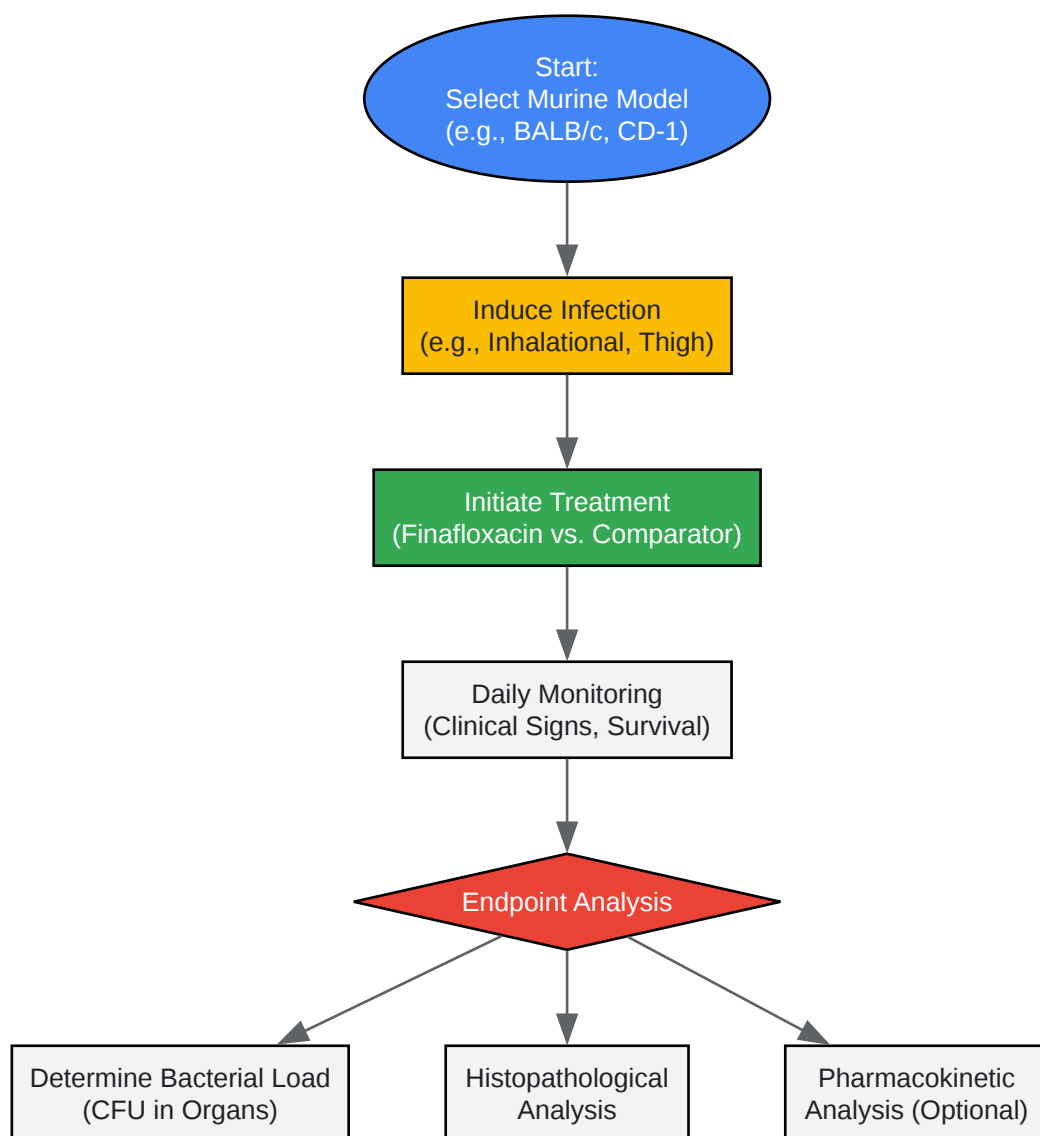 Start:
Select Murine Model
(e.g., BALB/c, CD-1)
Induce Infection
(e.g., Inhalational, Thigh)
Initiate Treatment
(Finafloxacin vs. Comparator)
Daily Monitoring
(Clinical Signs, Survival)
Endpoint Analysis
Determine Bacterial Load
(CFU in Organs)
Histopathological
Analysis
Pharmacokinetic
Analysis (Optional)